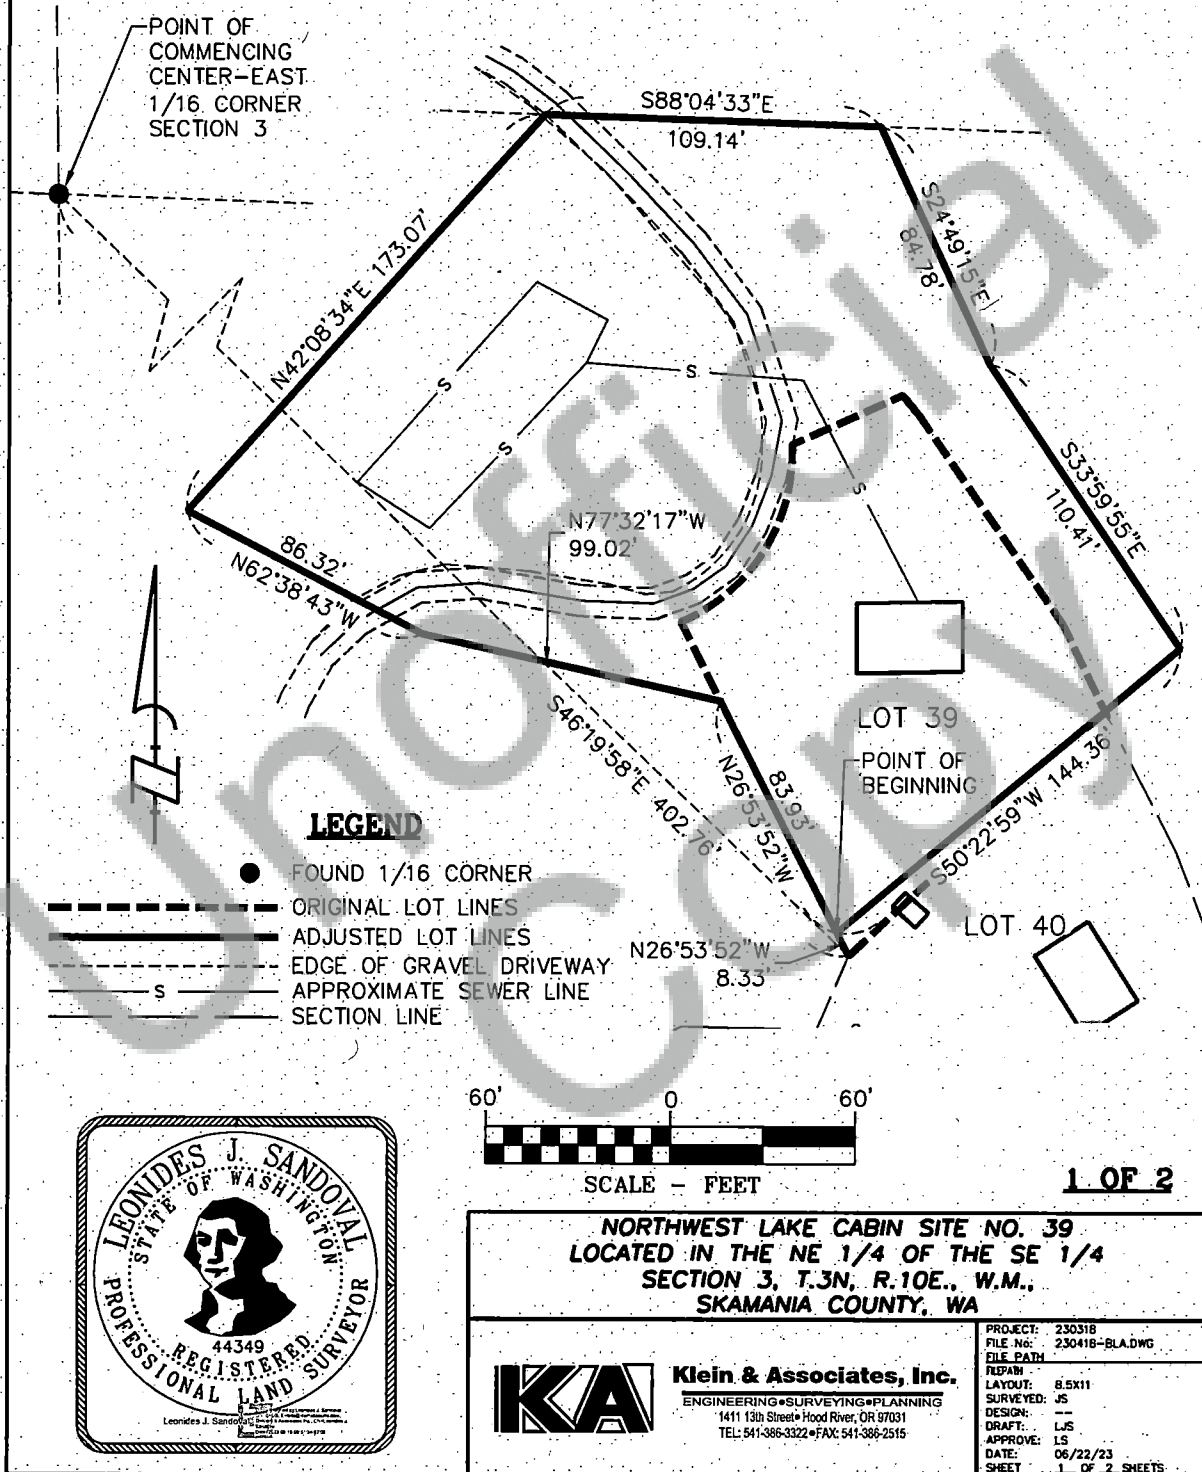 POINT OF
COMMENCING
CENTER-EAST
1/16 CORNER
SECTION 3
S88°04'33"E
109.14'
S24°49'15"E
84.78'
N42°08'34"E 173.07'
S33°59'55"E
110.41'
N77°32'17"W
99.02'
86.32'
N62°38'43"W
S
S
S
S
S46°19'58"E 402.76'
N26°53'52"W
83.93'
LOT 39
POINT OF
BEGINNING
S50°22'59"W 144.36'
LOT 40
N26°53'52"W
8.33'
LEGEND
FOUND 1/16 CORNER
ORIGINAL LOT LINES
ADJUSTED LOT LINES
EDGE OF GRAVEL DRIVEWAY
S APPROXIMATE SEWER LINE
SECTION LINE
Unofficial
Copy
60' 0 60'
SCALE - FEET
1 OF 2
LEONIDES J. SANDOVAL
STATE OF WASHINGTON
44349
REGISTERED
PROFESSIONAL LAND SURVEYOR
Leonides J. Sandoval
NORTHWEST LAKE CABIN SITE NO. 39
LOCATED IN THE NE 1/4 OF THE SE 1/4
SECTION 3, T.3N, R.10E., W.M.,
SKAMANIA COUNTY, WA
KA
Klein & Associates, Inc.
ENGINEERING•SURVEYING•PLANNING
1411 13th Street•Hood River, OR 97031
TEL: 541-386-3322•FAX: 541-386-2515
PROJECT: 230318
FILE No: 230418-BLA.DWG
FILE PATH
LAYOUT: 8.5X11
SURVEYED: JS
DESIGN: --
DRAFT: LJS
APPROVE: LS
DATE: 06/22/23
SHEET 1 OF 2 SHEETS